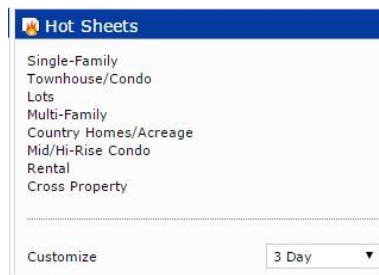 Hot Sheets
Single-Family
Townhouse/Condo
Lots
Multi-Family
Country Homes/Acreage
Mid/Hi-Rise Condo
Rental
Cross Property
Customize 3 Day